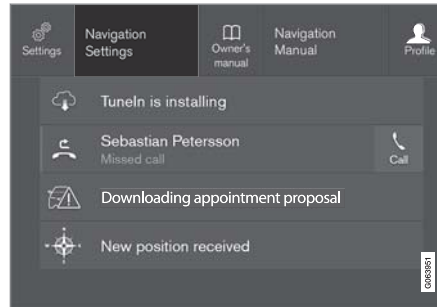 Settings
Navigation
Settings
Owner's
manual
Navigation
Manual
Profile
TuneIn is installing
Sebastian Petersson
Missed call
Call
Downloading appointment proposal
New position received
G063951